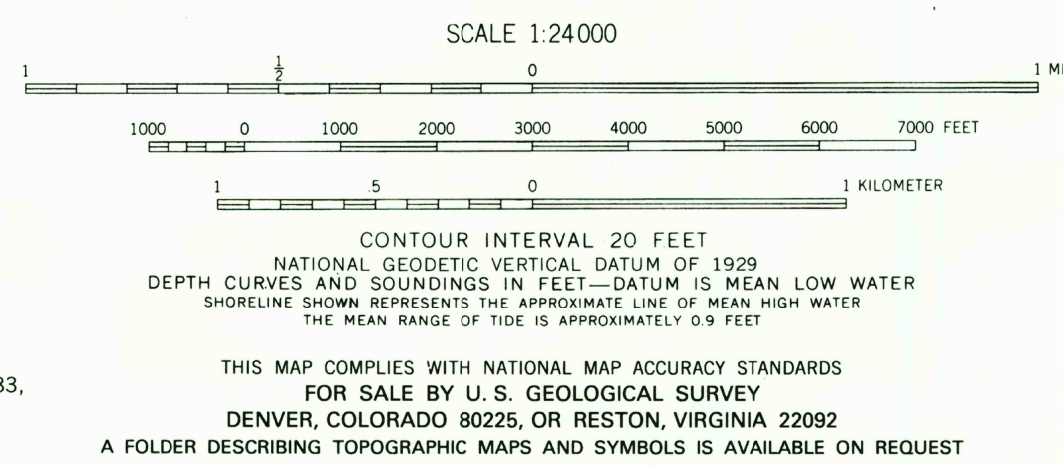 SCALE 1:24000
1 ½ 0 1 MI
1000 0 1000 2000 3000 4000 5000 6000 7000 FEET
1 .5 0 1 KILOMETER
CONTOUR INTERVAL 20 FEET
NATIONAL GEODETIC VERTICAL DATUM OF 1929
DEPTH CURVES AND SOUNDINGS IN FEET—DATUM IS MEAN LOW WATER
SHORELINE SHOWN REPRESENTS THE APPROXIMATE LINE OF MEAN HIGH WATER
THE MEAN RANGE OF TIDE IS APPROXIMATELY 0.9 FEET
THIS MAP COMPLIES WITH NATIONAL MAP ACCURACY STANDARDS
83,
FOR SALE BY U. S. GEOLOGICAL SURVEY
DENVER, COLORADO 80225, OR RESTON, VIRGINIA 22092
A FOLDER DESCRIBING TOPOGRAPHIC MAPS AND SYMBOLS IS AVAILABLE ON REQUEST